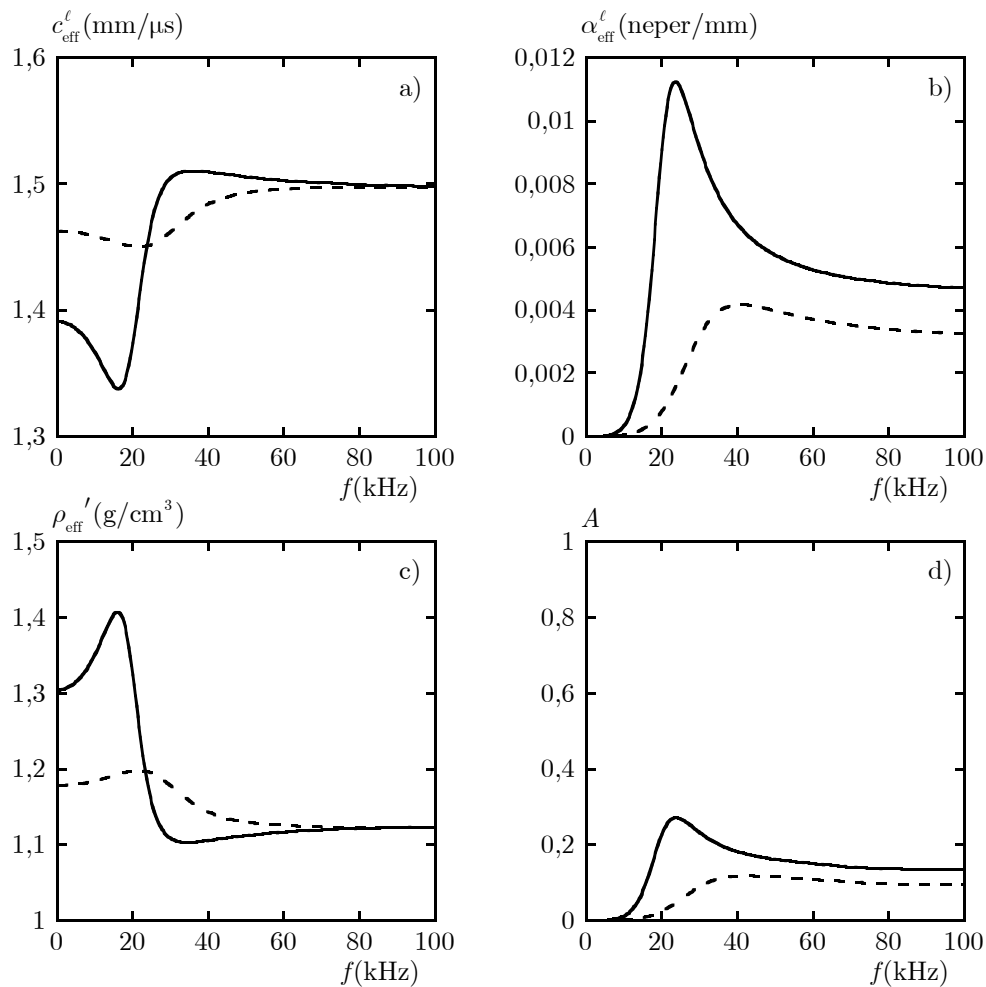 c^ℓ_eff (mm/µs)
1,6
a)
1,5
1,4
1,3
0 20 40 60 80 100
f(kHz)
α^ℓ_eff (neper/mm)
0,012
b)
0,01
0,008
0,006
0,004
0,002
0
0 20 40 60 80 100
f(kHz)
ρ_eff′ (g/cm³)
1,5
c)
1,4
1,3
1,2
1,1
1
0 20 40 60 80 100
f(kHz)
A
1
d)
0,8
0,6
0,4
0,2
0
0 20 40 60 80 100
f(kHz)